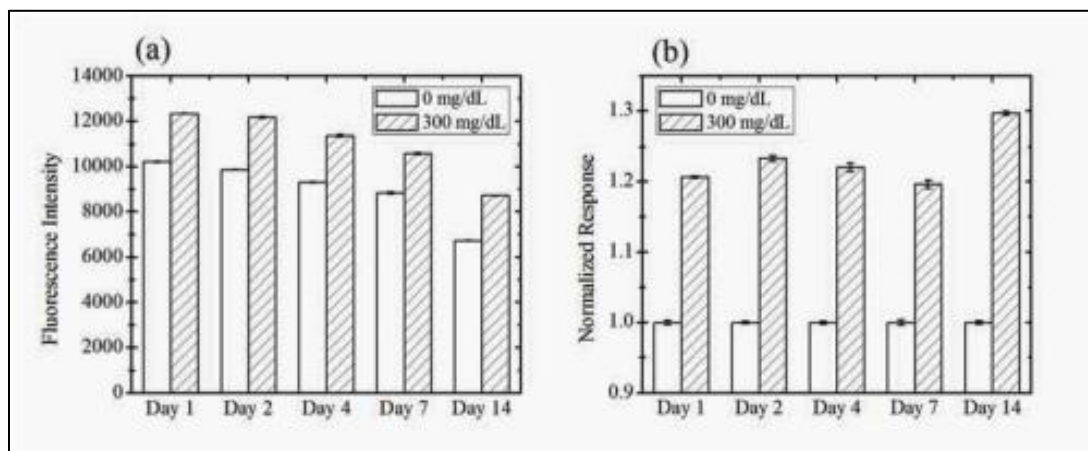 (a)
14000
12000
10000
8000
6000
4000
2000
0
Fluorescence Intensity
0 mg/dL
300 mg/dL
Day 1 Day 2 Day 4 Day 7 Day 14
(b)
1.3
1.2
1.1
1.0
0.9
Normalized Response
0 mg/dL
300 mg/dL
Day 1 Day 2 Day 4 Day 7 Day 14